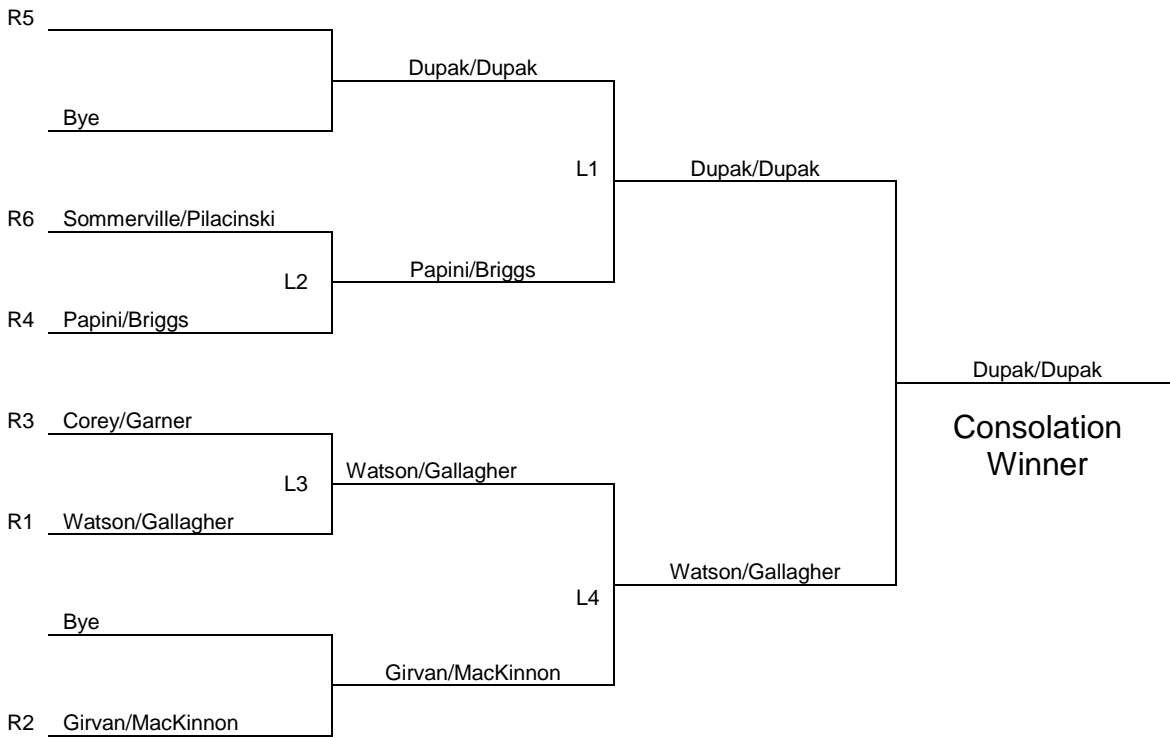 R5
Dupak/Dupak
Bye
L1
Dupak/Dupak
R6 Sommerville/Pilacinski
L2
Papini/Briggs
R4 Papini/Briggs
Dupak/Dupak
R3 Corey/Garner
Consolation
Winner
L3
Watson/Gallagher
R1 Watson/Gallagher
Watson/Gallagher
L4
Bye
Girvan/MacKinnon
R2 Girvan/MacKinnon